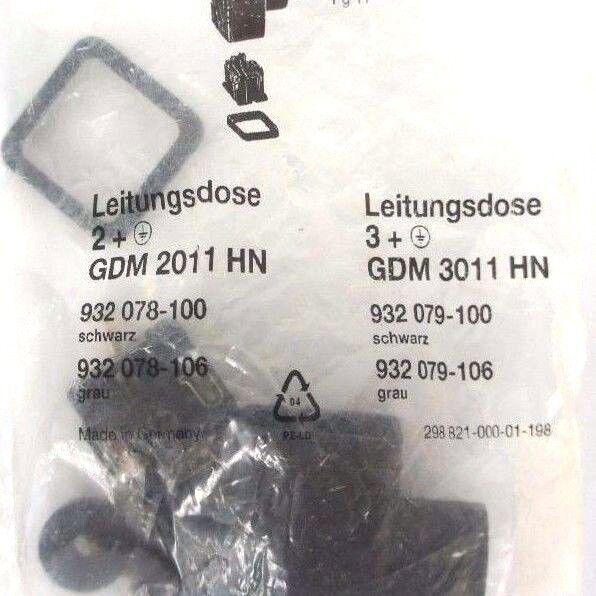 Leitungsdose
2 + ⏚
GDM 2011 HN
932 078-100
schwarz
932 078-106
grau
Made in Germany
Leitungsdose
3 + ⏚
GDM 3011 HN
932 079-100
schwarz
932 079-106
grau
04
PE-LD
298 821-000-01-198